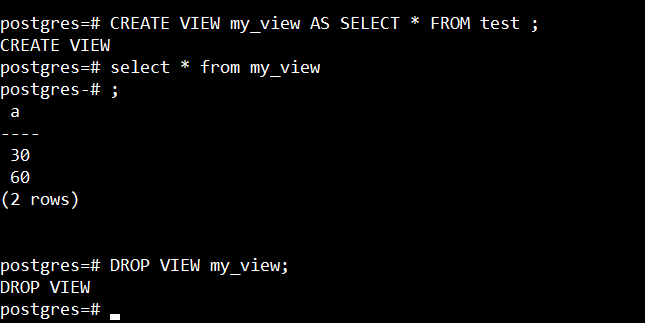 postgres=# CREATE VIEW my_view AS SELECT * FROM test ;
CREATE VIEW
postgres=# select * from my_view
postgres-# ;
 a
----
 30
 60
(2 rows)
postgres=# DROP VIEW my_view;
DROP VIEW
postgres=#